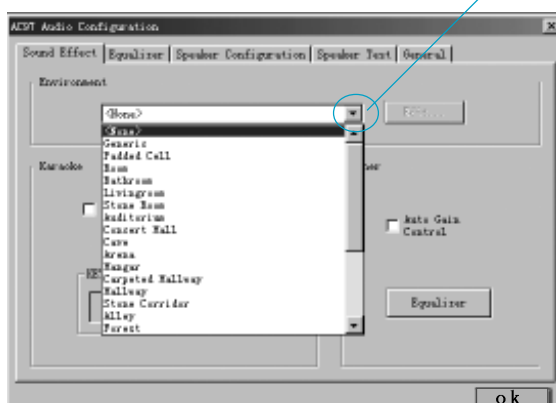 AC97 Audio Configuration
Sound Effect Equalizer Speaker Configuration Speaker Test General
Environment
<None>
Edit...
<None>
Generic
Padded Cell
Room
Bathroom
Livingroom
Stone Room
Auditorium
Concert Hall
Cave
Arena
Hangar
Carpeted Hallway
Hallway
Stone Corridor
Alley
Forest
Karaoke
Auto Gain
Control
Equalizer
ok